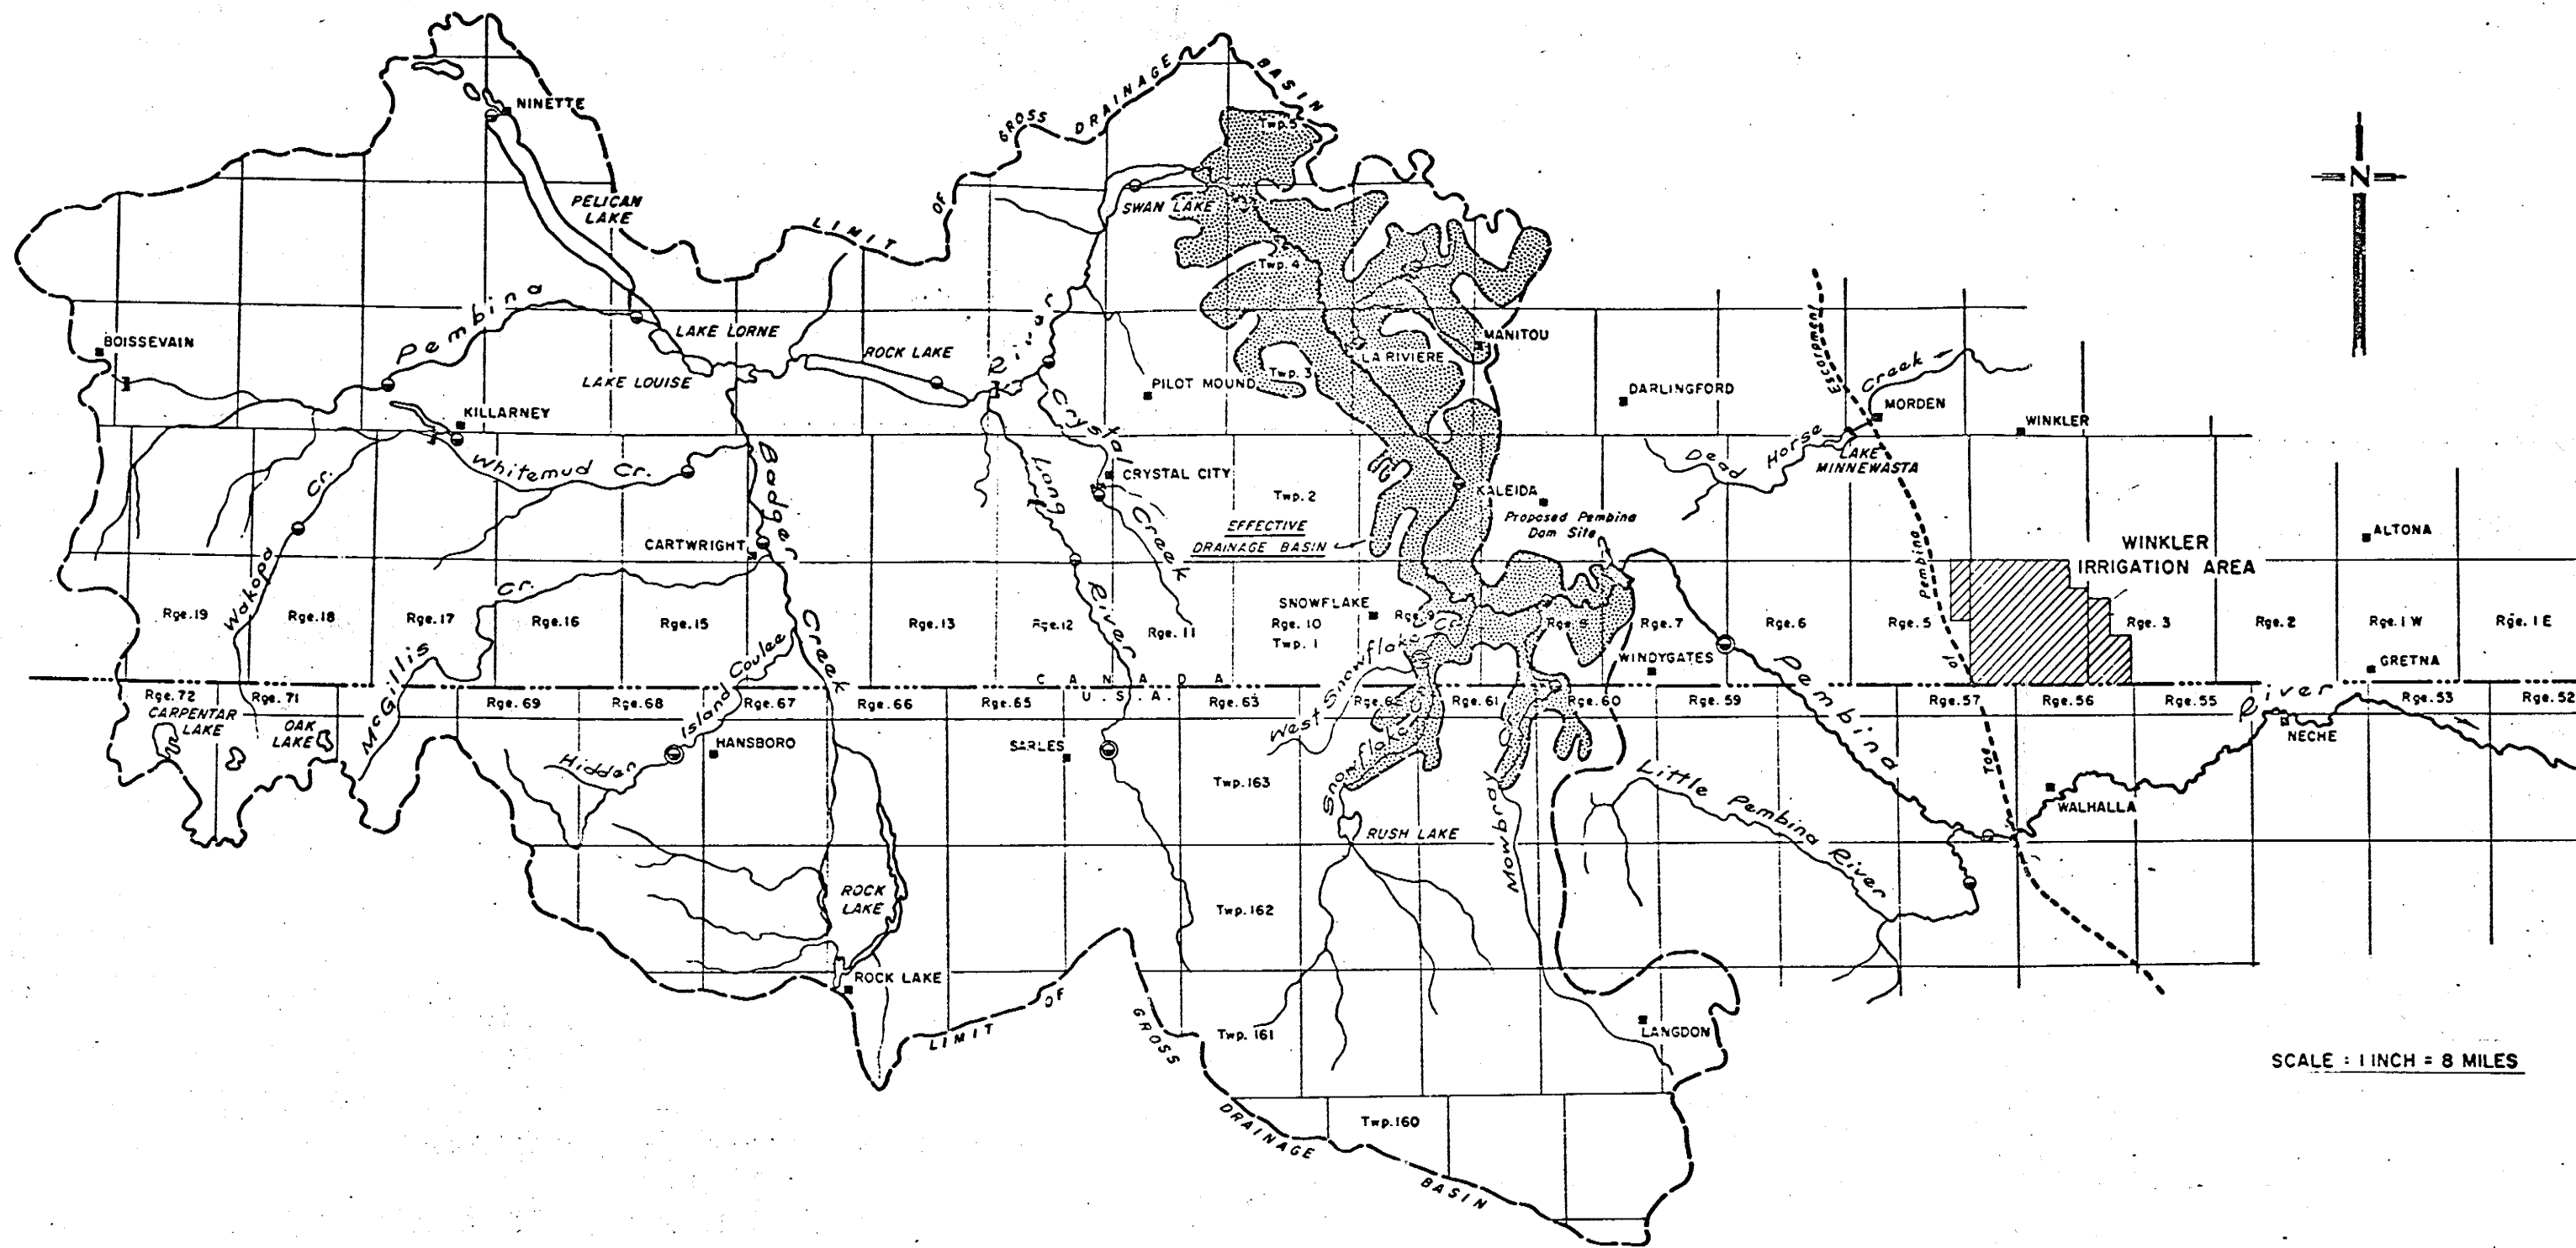 LIMIT OF GROSS DRAINAGE BASIN
NINETTE
Twp. 5
N
PELICAN
LAKE
SWAN LAKE
Twp. 4
Pembina River
BOISSEVAIN
LAKE LORNE
ROCK LAKE
LAKE LOUISE
PILOT MOUND
Twp. 3
LA RIVIERE
MANITOU
DARLINGFORD
Creek
MORDEN
WINKLER
KILLARNEY
Crystal Creek
Dead Horse
LAKE
MINNEWASTA
Whitemud Cr.
CRYSTAL CITY
Twp. 2
KALEIDA
Proposed Pembina
Dam Site
EFFECTIVE
DRAINAGE BASIN
ALTONA
WINKLER
IRRIGATION AREA
Top of Pembina Escarpment
CARTWRIGHT
Badger Creek
Long River
Wakopa Cr.
McGillis Cr.
SNOWFLAKE
Rge. 19
Rge. 18
Rge. 17
Rge. 16
Rge. 15
Rge. 13
Rge. 12
Rge. 11
Rge. 10
Twp. 1
Rge. 9
Rge. 8
Rge. 7
Rge. 6
Rge. 5
Rge. 3
Rge. 2
Rge. 1 W
Rge. 1 E
WINDYGATES
GRETNA
CANADA
U.S.A.
Rge. 72
Rge. 71
Rge. 69
Rge. 68
Rge. 67
Rge. 66
Rge. 65
Rge. 63
Rge. 61
Rge. 60
Rge. 59
Rge. 57
Rge. 56
Rge. 55
Rge. 53
Rge. 52
CARPENTAR
LAKE
OAK
LAKE
Hidden Island Coulee
HANSBORO
SARLES
West Snowflake Cr.
Snowflake
Mowbray
Pembina River
NECHE
Twp. 163
Little Pembina River
WALHALLA
RUSH LAKE
ROCK
LAKE
Twp. 162
ROCK LAKE
Twp. 161
LANGDON
LIMIT OF GROSS DRAINAGE BASIN
Twp. 160
SCALE : 1 INCH = 8 MILES